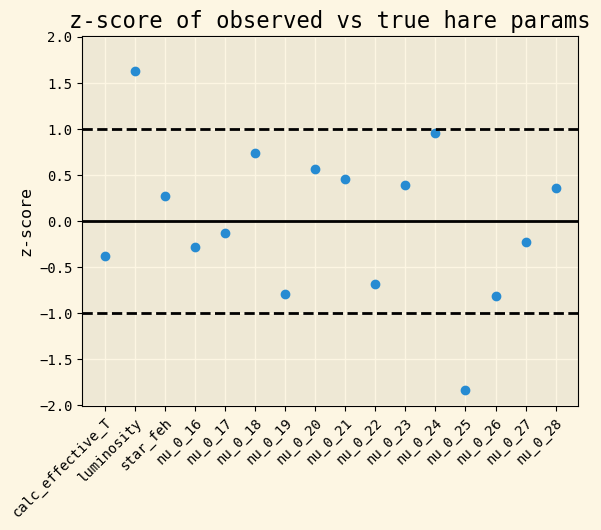 z-score of observed vs true hare params
z-score
2.0
1.5
1.0
0.5
0.0
−0.5
−1.0
−1.5
−2.0
calc_effective_T
luminosity
star_feh
nu_0_16
nu_0_17
nu_0_18
nu_0_19
nu_0_20
nu_0_21
nu_0_22
nu_0_23
nu_0_24
nu_0_25
nu_0_26
nu_0_27
nu_0_28